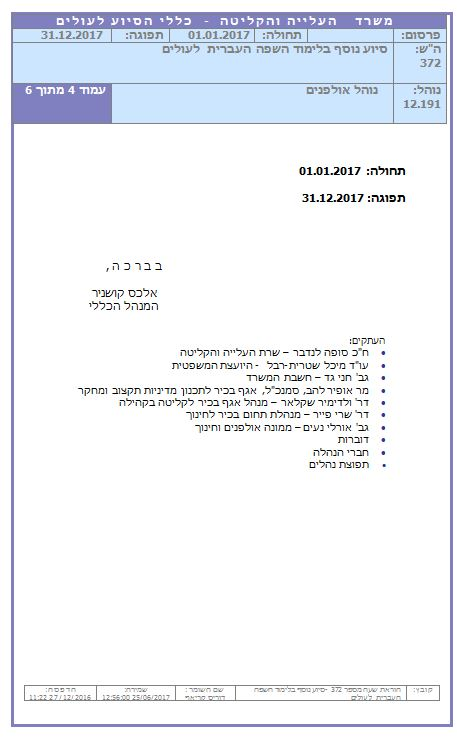 משרד העלייה והקליטה - כללי הסיוע לעולים
פרסום: תחולה: 01.01.2017 תפוגה: 31.12.2017
ה"ש: 372 סיוע נוסף בלימוד השפה העברית לעולים
נוהל: 12.191 נוהל אולפנים עמוד 4 מתוך 6
תחולה: 01.01.2017
תפוגה: 31.12.2017
ב ב ר כ ה,
אלכס קושניר
המנהל הכללי
העתקים:
• ח"כ סופה לנדבר – שרת העלייה והקליטה
• עו"ד מיכל שטרית-רבל - היועצת המשפטית
• גב' חני גד – חשבת המשרד
• מר אופיר להב, סמנכ"ל, אגף בכיר לתכנון מדיניות תקצוב ומחקר
• דר' ולדימיר שקלאר – מנהל אגף בכיר לקליטה בקהילה
• דר' שרי פייר – מנהלת תחום בכיר לחינוך
• גב' אורלי נעים – ממונה אולפנים וחינוך
• דוברות
• חברי הנהלה
• תפוצת נהלים
קובץ: הוראת שעה מספר 372 -סיוע נוסף בלימוד השפה העברית לעולים שם השומר: דוריס קריאף שמירת: 25/06/2017 12:56:00 הדפסת: 27/12/2016 11:22